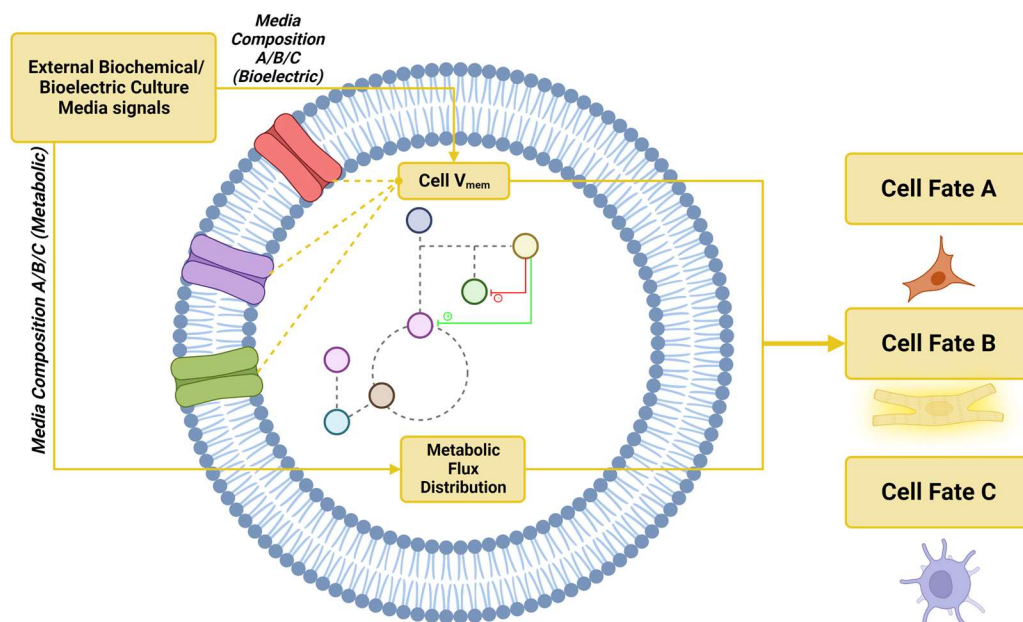 Media
Composition
A/B/C
(Bioelectric)
External Biochemical/
Bioelectric Culture
Media signals
Media Composition A/B/C (Metabolic)
Cell Vmem
Cell Fate A
Cell Fate B
Metabolic
Flux
Distribution
Cell Fate C